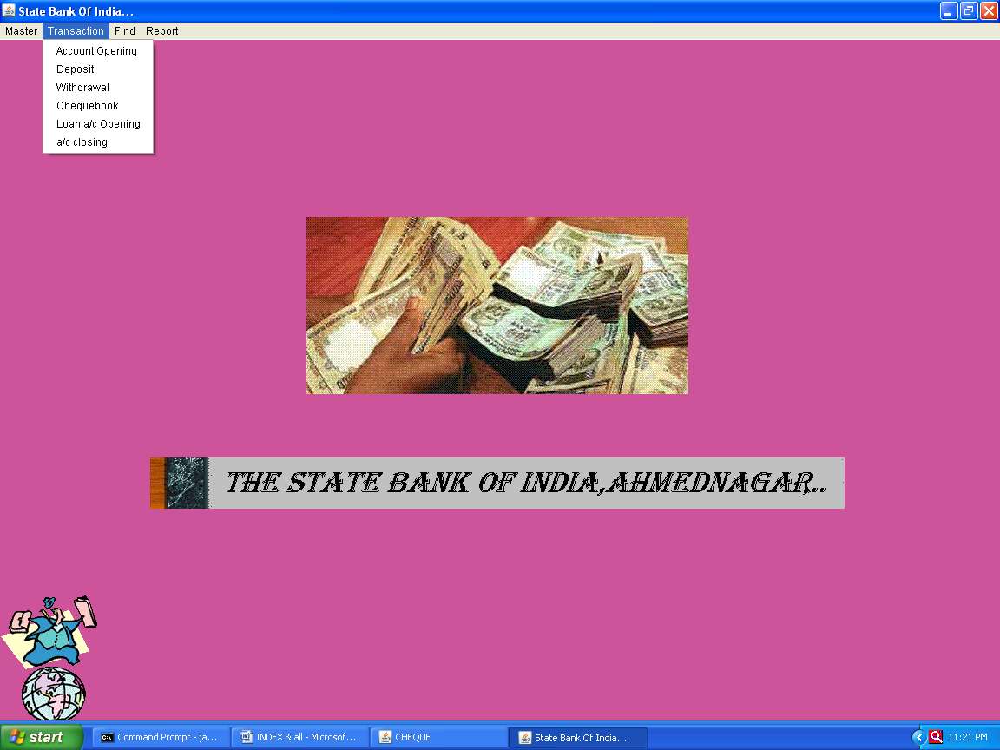 State Bank Of India...
Master Transaction Find Report
Account Opening
Deposit
Withdrawal
Chequebook
Loan a/c Opening
a/c closing
THE STATE BANK OF INDIA,AHMEDNAGAR..
start Command Prompt - ja... INDEX & all - Microsof... CHEQUE State Bank Of India... 11:21 PM